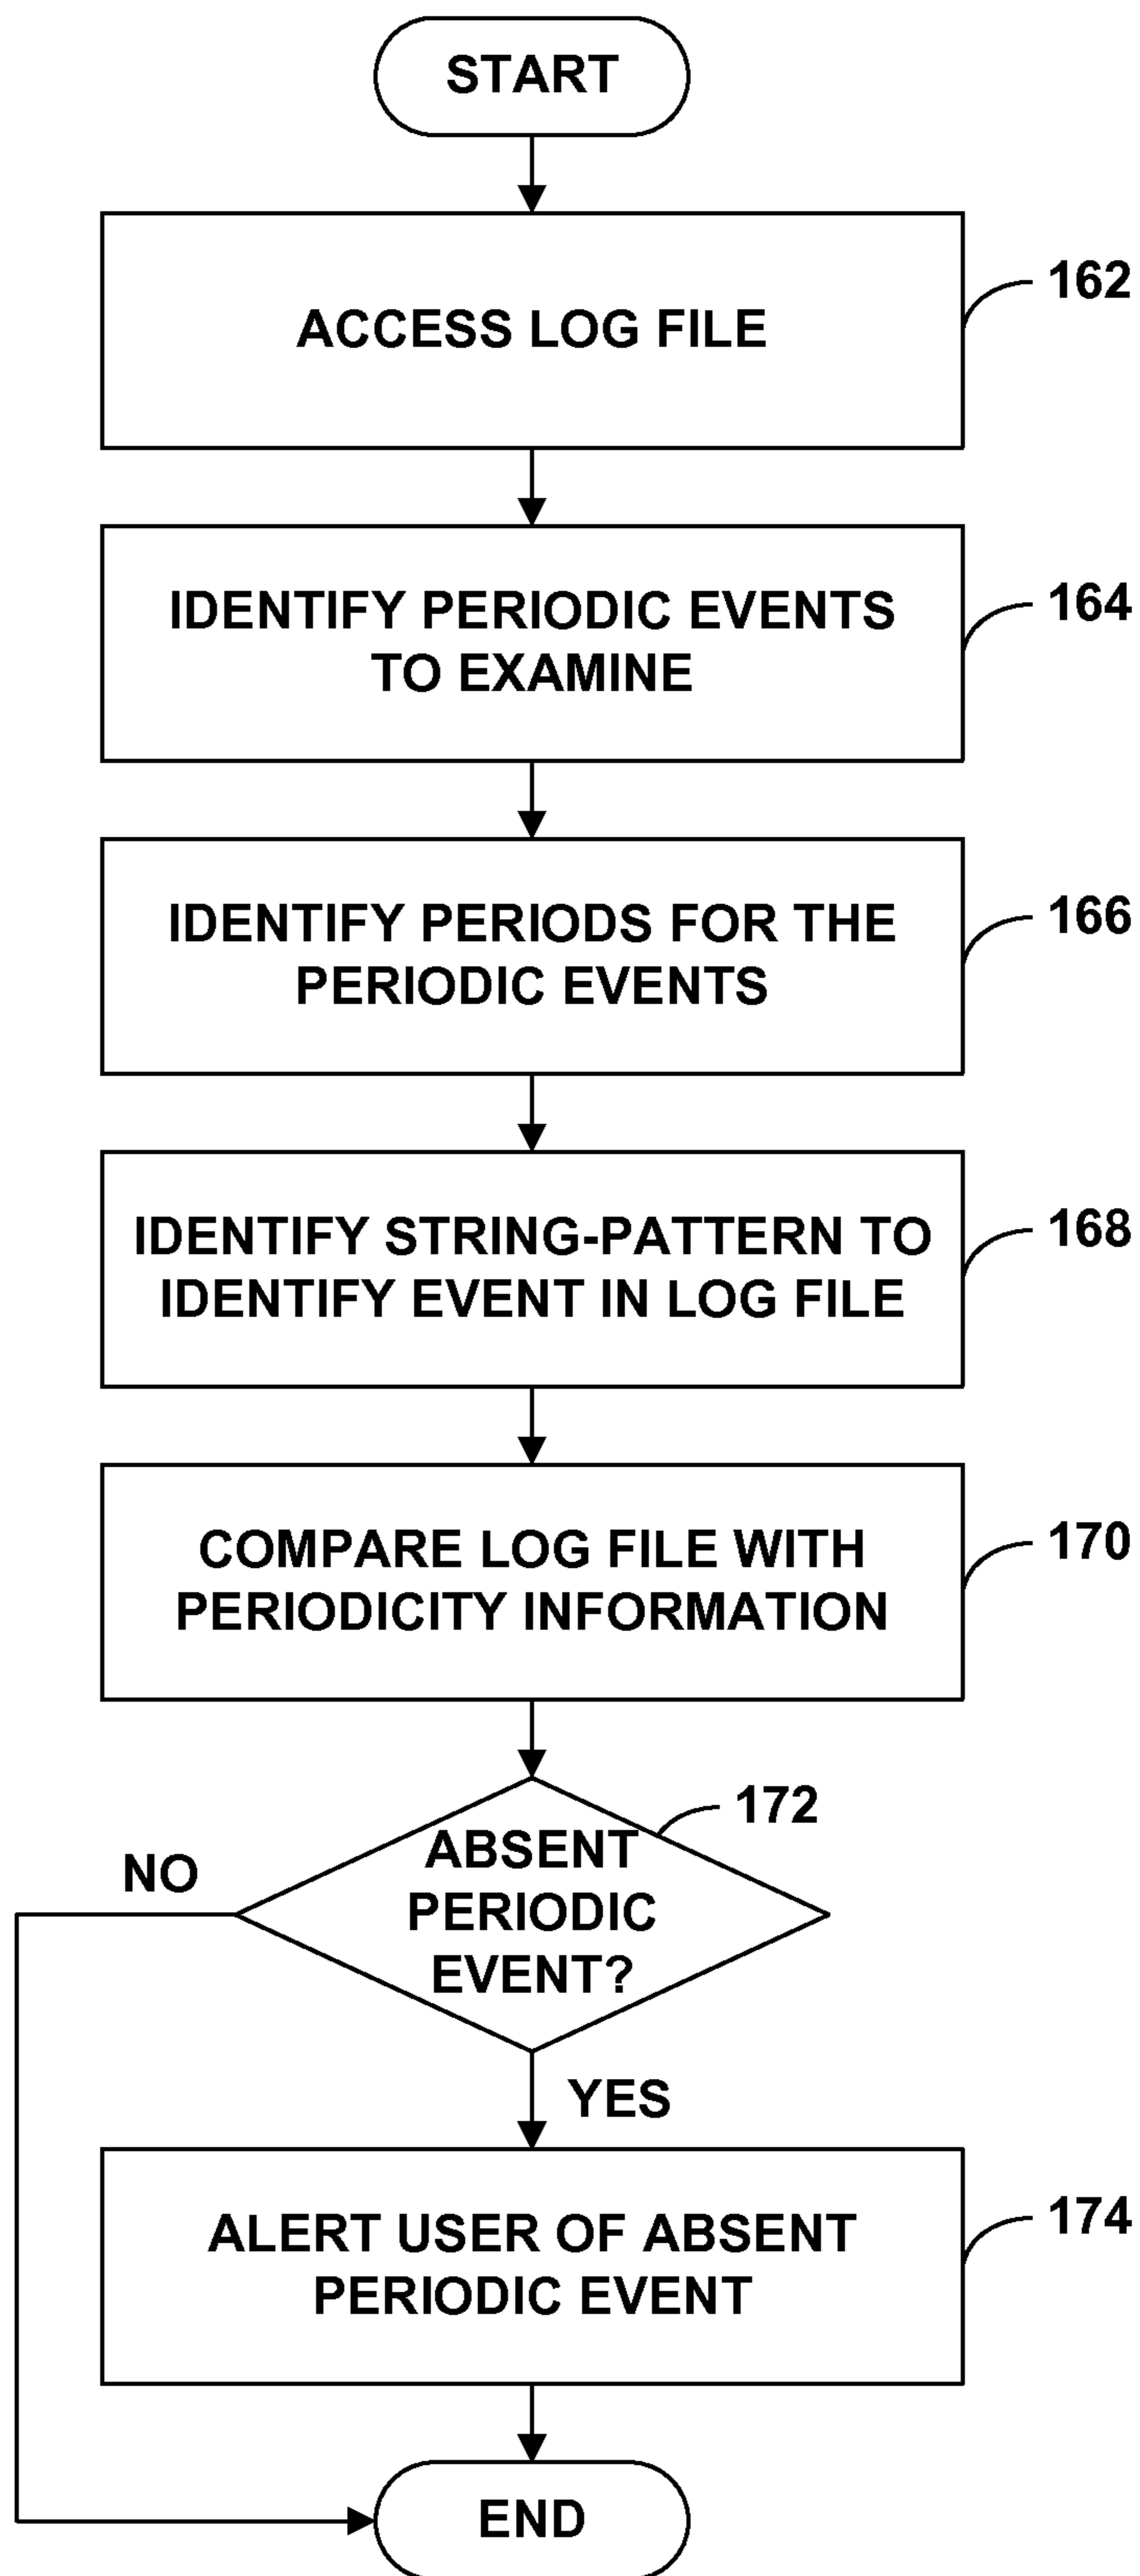 START
ACCESS LOG FILE
162
IDENTIFY PERIODIC EVENTS
TO EXAMINE
164
IDENTIFY PERIODS FOR THE
PERIODIC EVENTS
166
IDENTIFY STRING-PATTERN TO
IDENTIFY EVENT IN LOG FILE
168
COMPARE LOG FILE WITH
PERIODICITY INFORMATION
170
172
ABSENT
PERIODIC
EVENT?
NO
YES
ALERT USER OF ABSENT
PERIODIC EVENT
174
END